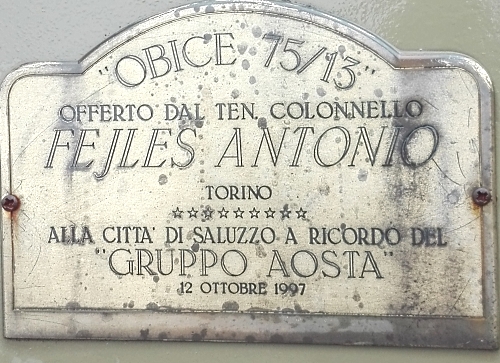 "OBICE 75/13"
OFFERTO DAL TEN. COLONNELLO
FEJLES ANTONIO
TORINO
☆☆☆☆☆☆☆☆☆
ALLA CITTA' DI SALUZZO A RICORDO DEL
"GRUPPO AOSTA"
12 OTTOBRE 1997